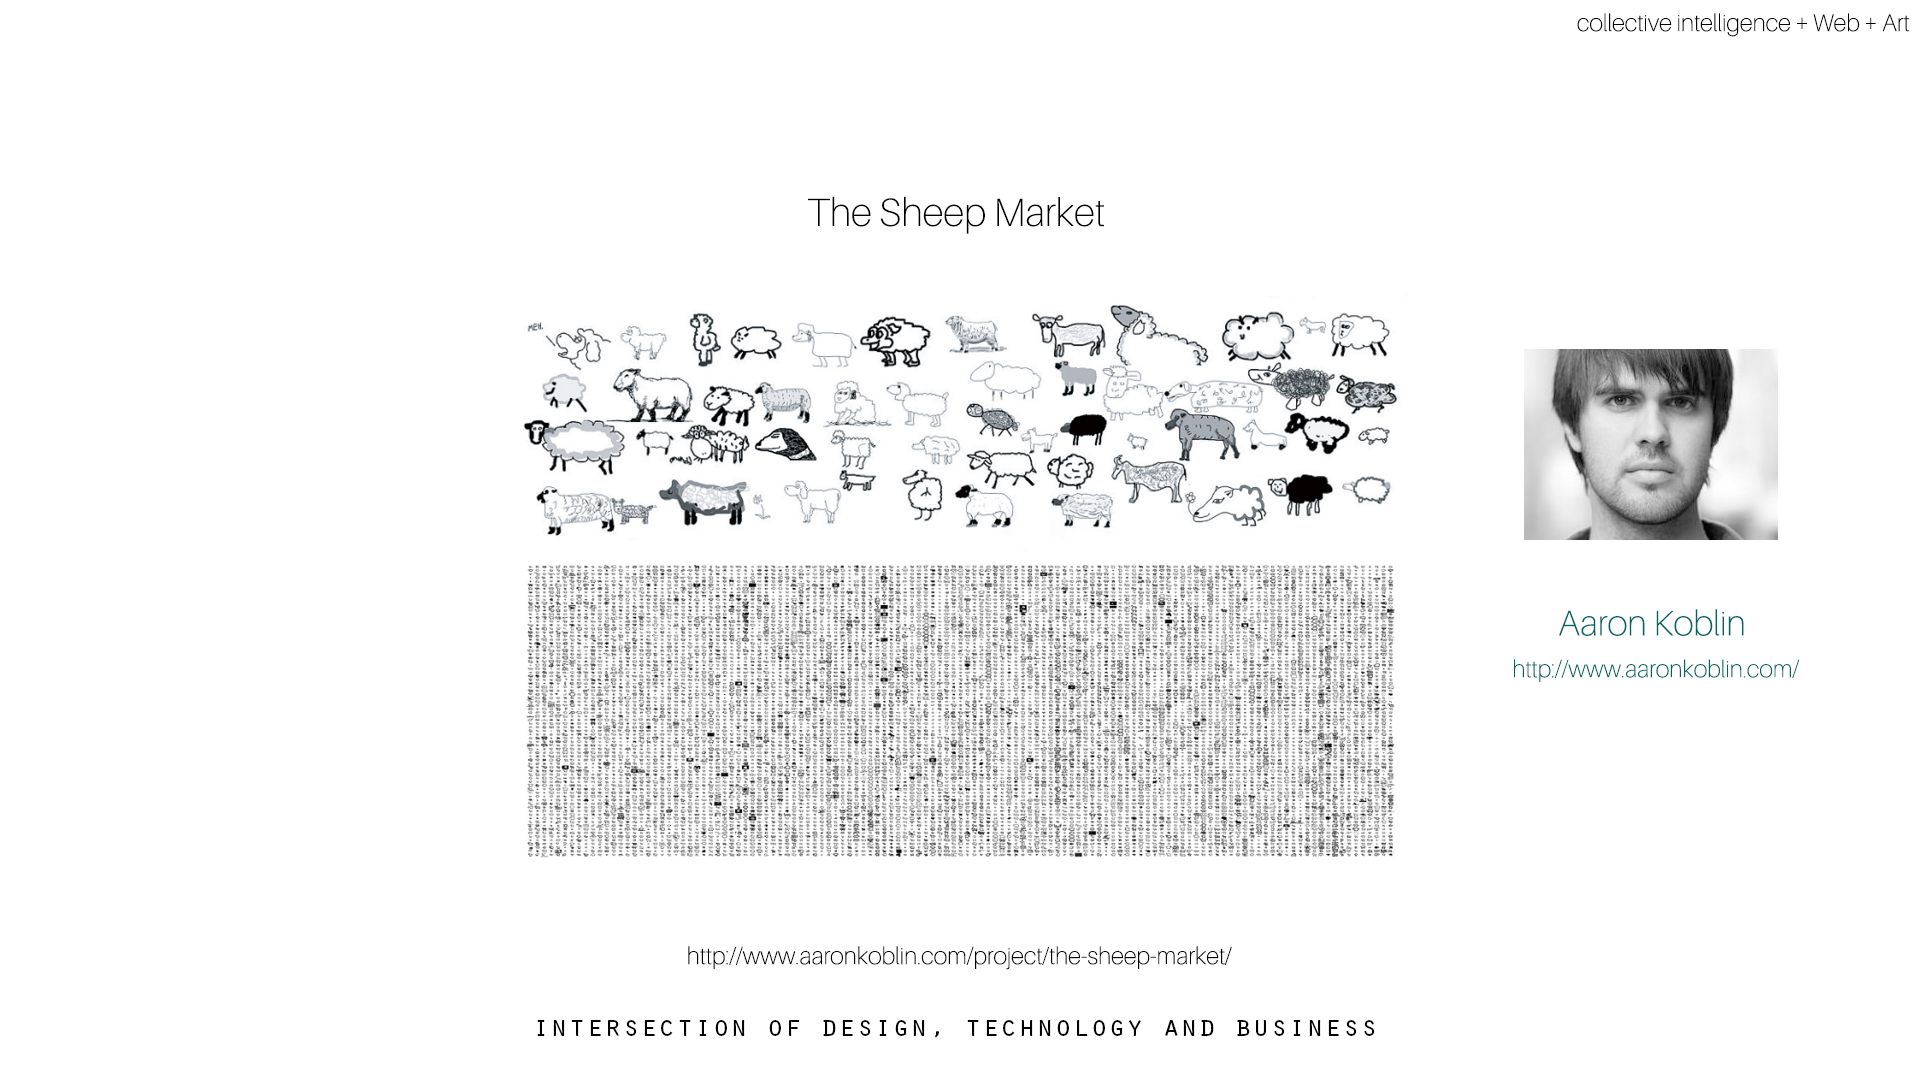 collective intelligence + Web + Art
The Sheep Market
Aaron Koblin
http://www.aaronkoblin.com/
http://www.aaronkoblin.com/project/the-sheep-market/
INTERSECTION OF DESIGN, TECHNOLOGY AND BUSINESS